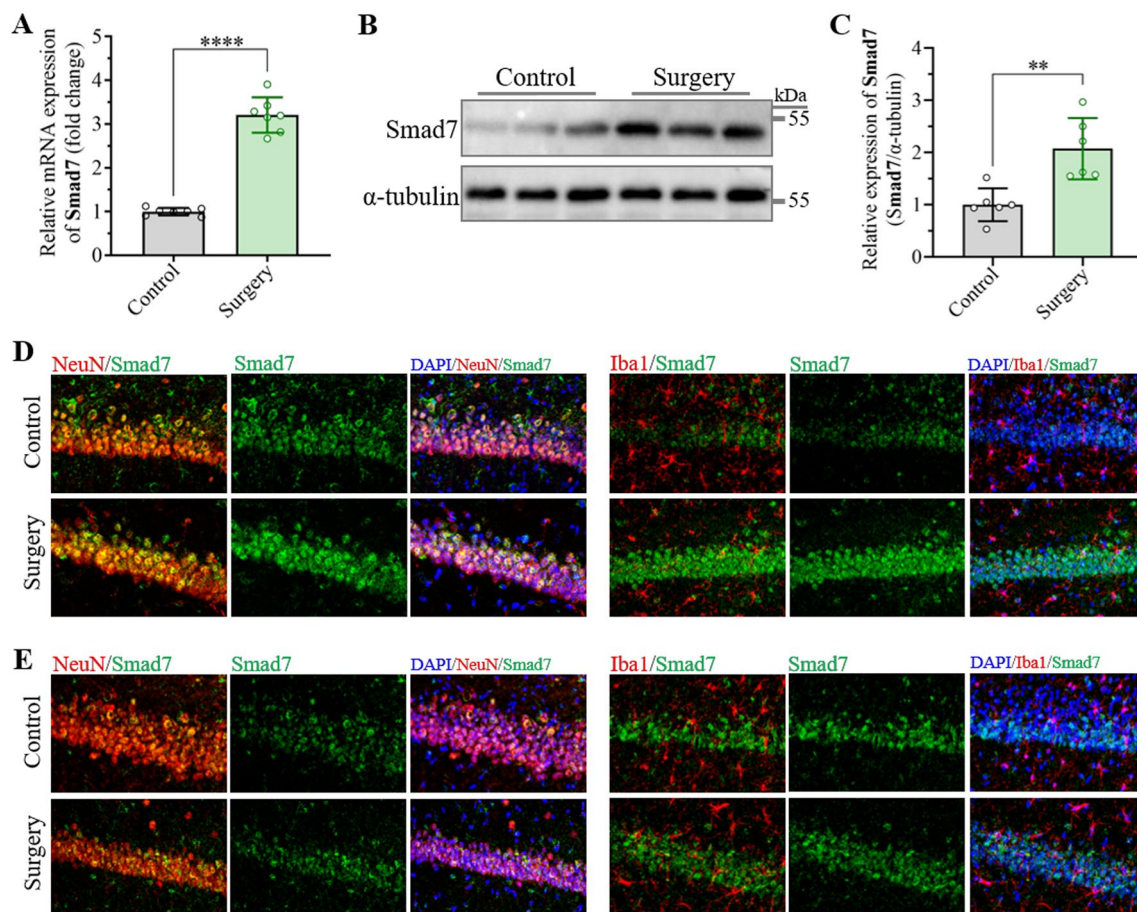 A
Relative mRNA expression
of Smad7 (fold change)
5
4
3
2
1
0
****
Control
Surgery
B
Control
Surgery
kDa
Smad7
55
α-tubulin
55
C
Relative expression of Smad7
(Smad7/α-tubulin)
4
3
2
1
0
**
Control
Surgery
D
NeuN/Smad7
Smad7
DAPI/NeuN/Smad7
Iba1/Smad7
Smad7
DAPI/Iba1/Smad7
Control
Surgery
E
NeuN/Smad7
Smad7
DAPI/NeuN/Smad7
Iba1/Smad7
Smad7
DAPI/Iba1/Smad7
Control
Surgery